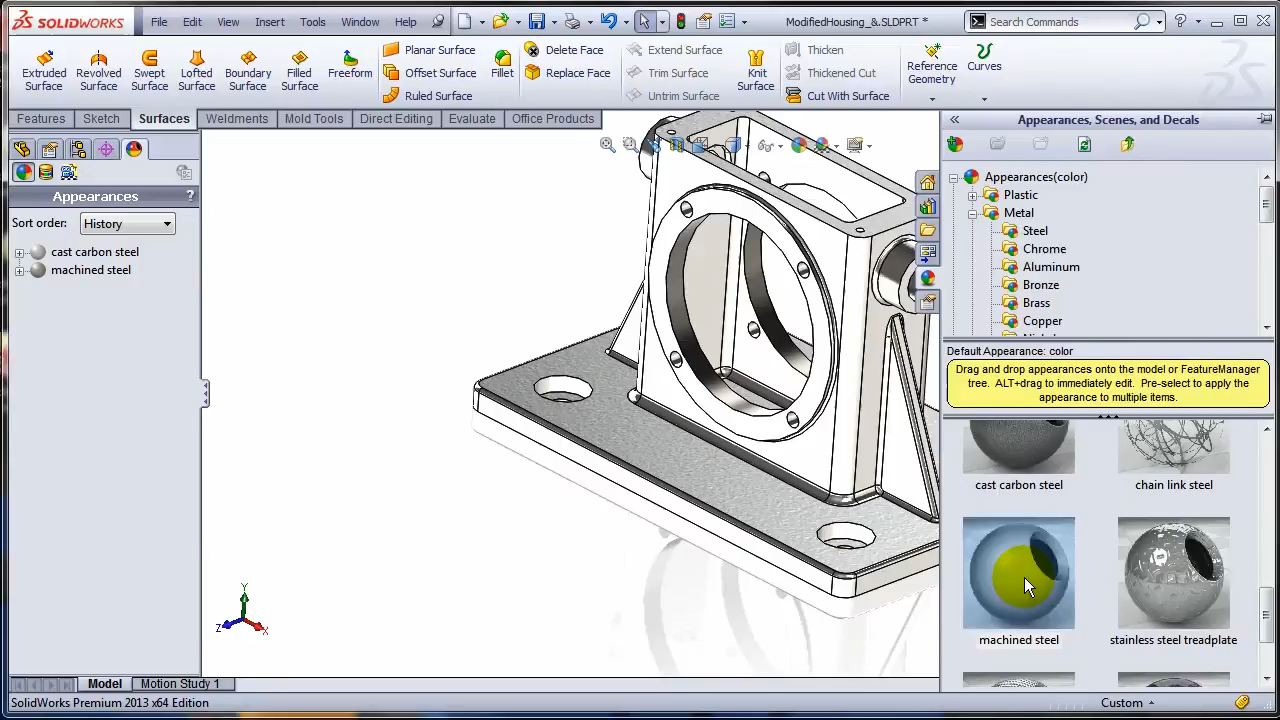 SOLIDWORKS File Edit View Insert Tools Window Help ModifiedHousing_&.SLDPRT * Search Commands ?
Extruded Surface
Revolved Surface
Swept Surface
Lofted Surface
Boundary Surface
Filled Surface
Freeform
Planar Surface
Offset Surface
Ruled Surface
Fillet
Delete Face
Replace Face
Extend Surface
Trim Surface
Untrim Surface
Knit Surface
Thicken
Thickened Cut
Cut With Surface
Reference Geometry
Curves
Features Sketch Surfaces Weldments Mold Tools Direct Editing Evaluate Office Products
Appearances ?
Sort order: History
cast carbon steel
machined steel
Y
Z X
Appearances, Scenes, and Decals
Appearances(color)
Plastic
Metal
Steel
Chrome
Aluminum
Bronze
Brass
Copper
Default Appearance: color
Drag and drop appearances onto the model or FeatureManager
tree. ALT+drag to immediately edit. Pre-select to apply the
appearance to multiple items.
cast carbon steel chain link steel
machined steel stainless steel treadplate
Model Motion Study 1
SolidWorks Premium 2013 x64 Edition Custom